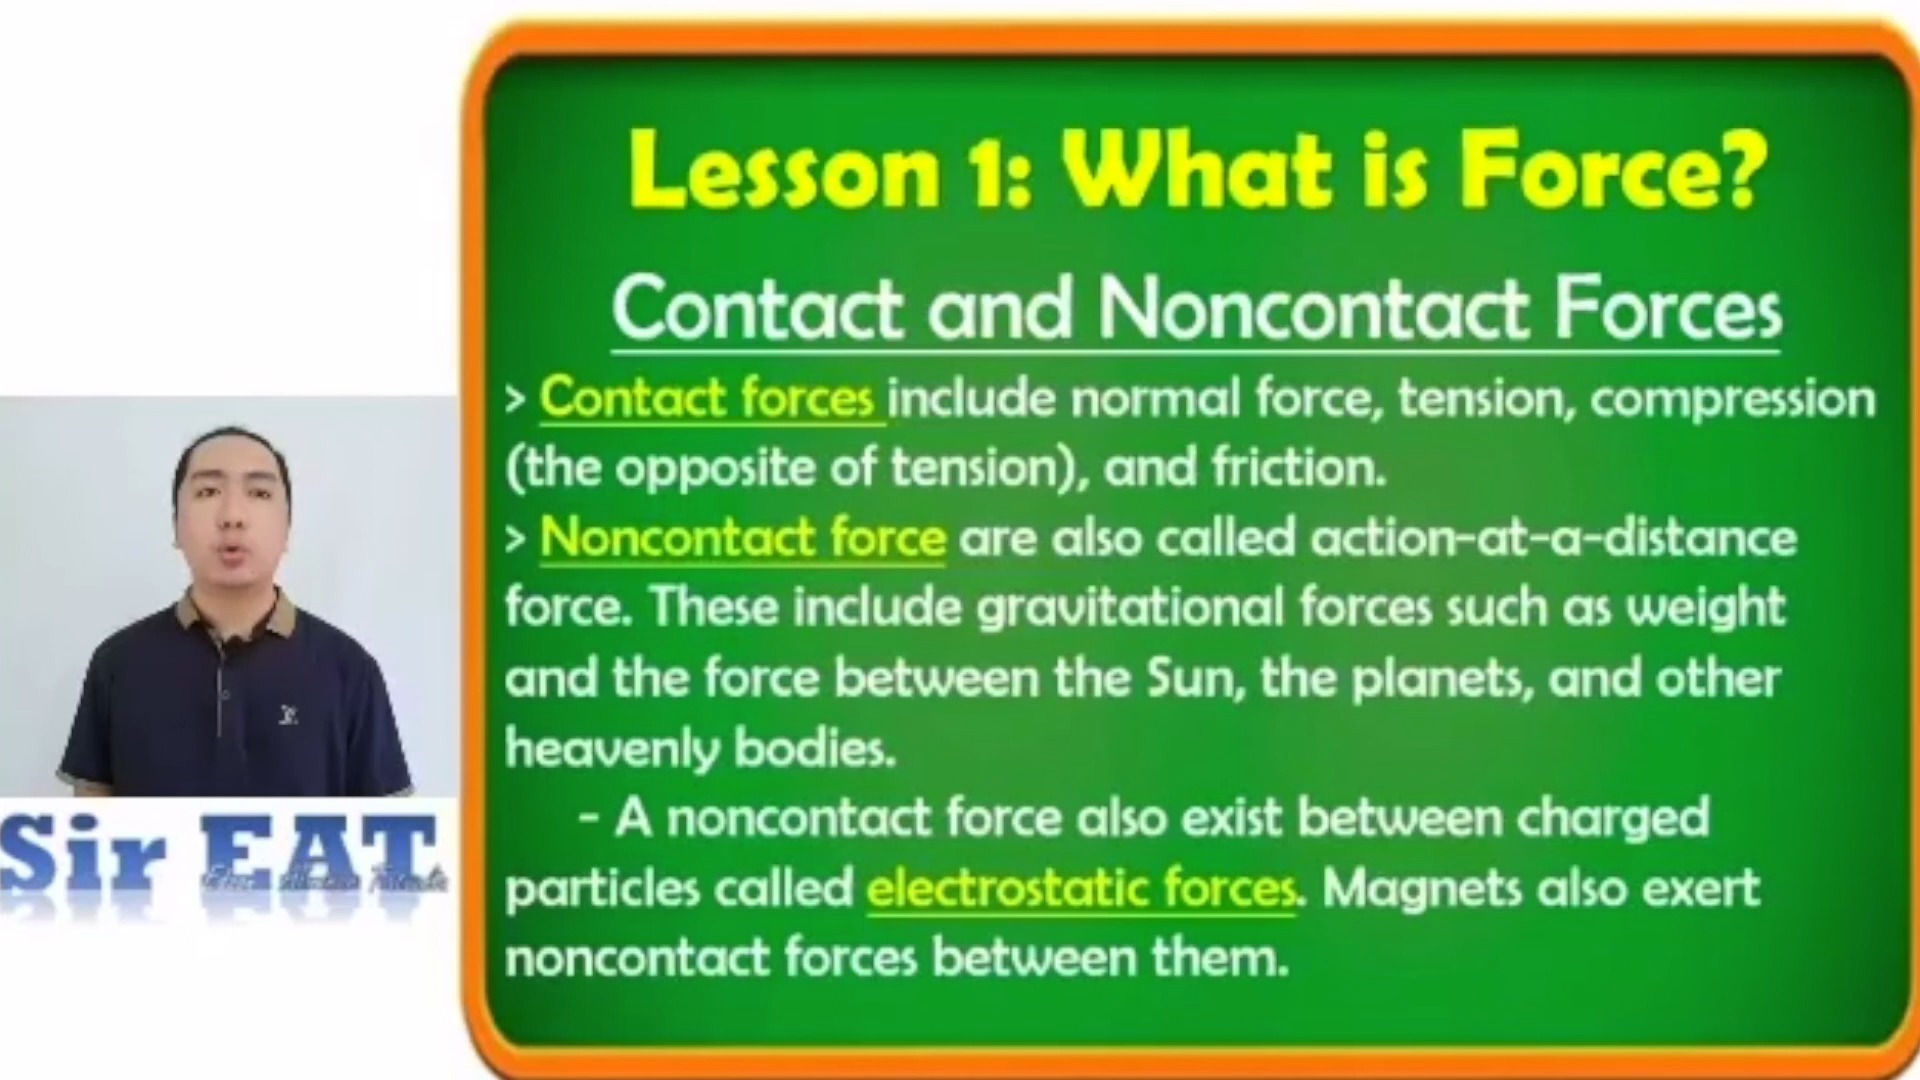 Lesson 1: What is Force?
Contact and Noncontact Forces
> Contact forces include normal force, tension, compression
(the opposite of tension), and friction.
> Noncontact force are also called action-at-a-distance
force. These include gravitational forces such as weight
and the force between the Sun, the planets, and other
heavenly bodies.
- A noncontact force also exist between charged
particles called electrostatic forces. Magnets also exert
noncontact forces between them.
Sir EAT